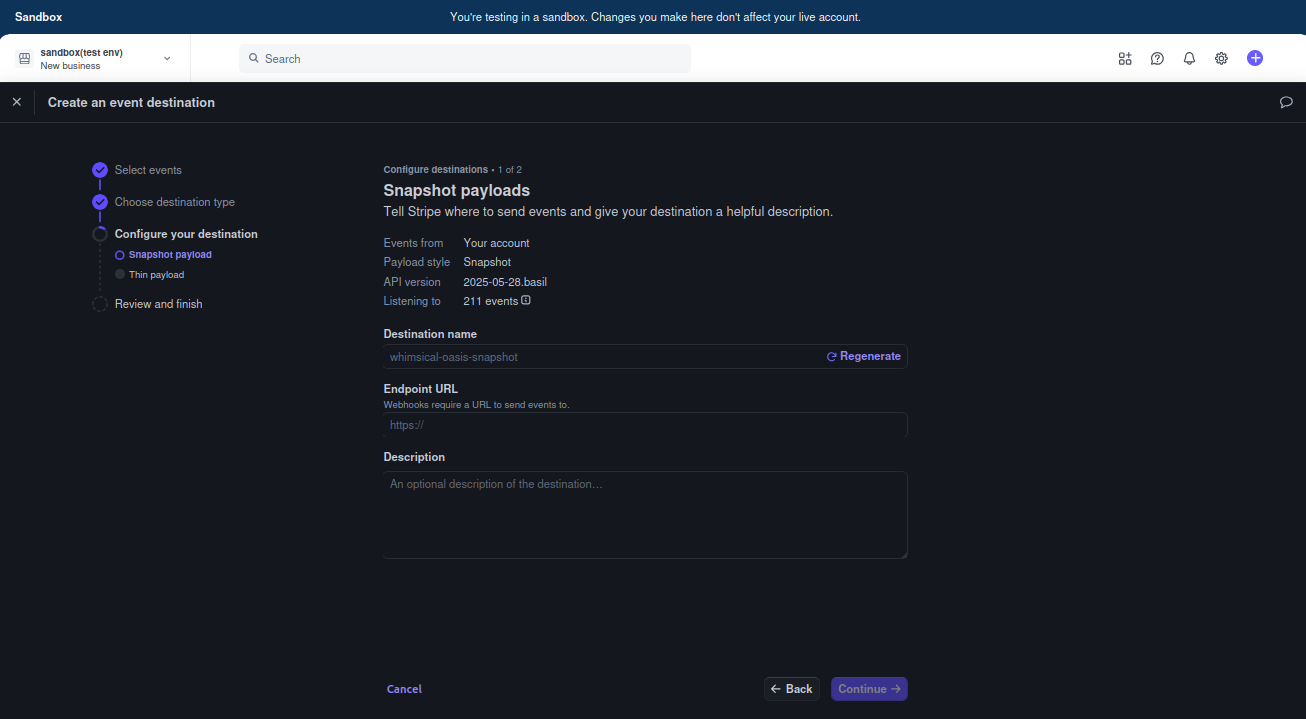 Sandbox
You're testing in a sandbox. Changes you make here don't affect your live account.
sandbox(test env)
New business
Search
Create an event destination
Select events
Choose destination type
Configure your destination
Snapshot payload
Thin payload
Review and finish
Configure destinations • 1 of 2
Snapshot payloads
Tell Stripe where to send events and give your destination a helpful description.
Events from Your account
Payload style Snapshot
API version 2025-05-28.basil
Listening to 211 events
Destination name
whimsical-oasis-snapshot Regenerate
Endpoint URL
Webhooks require a URL to send events to.
https://
Description
An optional description of the destination...
Cancel Back Continue